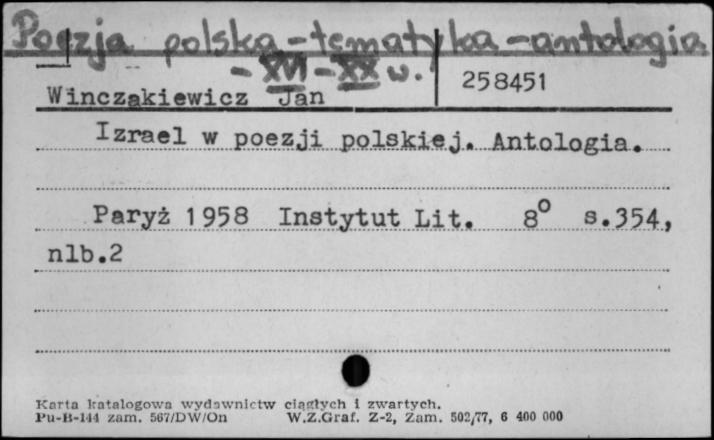 Poezja polska - tematyka - antologia
- XVI - XX w.
258451
Winczakiewicz Jan
Izrael w poezji polskiej. Antologia.
Paryż 1958 Instytut Lit. 8° s.354,
nlb.2
Karta katalogowa wydawnictw ciągłych i zwartych.
Pu-B-144 zam. 567/DW/On W.Z.Graf. Z-2, Zam. 502/77, 6 400 000